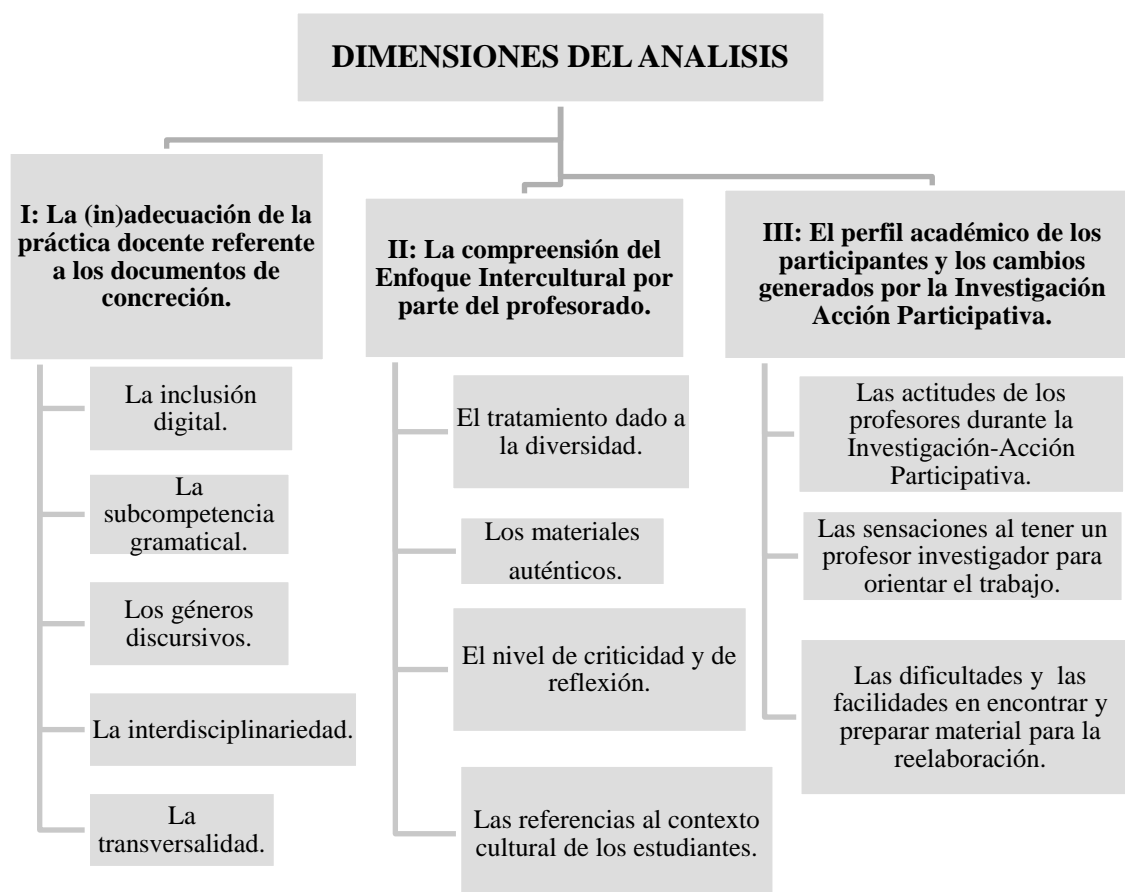 DIMENSIONES DEL ANALISIS
I: La (in)adecuación de la
práctica docente referente
a los documentos de
concreción.
La inclusión
digital.
La
subcompetencia
gramatical.
Los géneros
discursivos.
La interdisciplinariedad.
La
transversalidad.
II: La compreensión del
Enfoque Intercultural por
parte del profesorado.
El tratamiento dado a
la diversidad.
Los materiales
auténticos.
El nivel de criticidad y de
reflexión.
Las referencias al contexto
cultural de los estudiantes.
III: El perfil académico de los
participantes y los cambios
generados por la Investigación
Acción Participativa.
Las actitudes de los
profesores durante la
Investigación-Acción
Participativa.
Las sensaciones al tener un
profesor investigador para
orientar el trabajo.
Las dificultades y las
facilidades en encontrar y
preparar material para la
reelaboración.